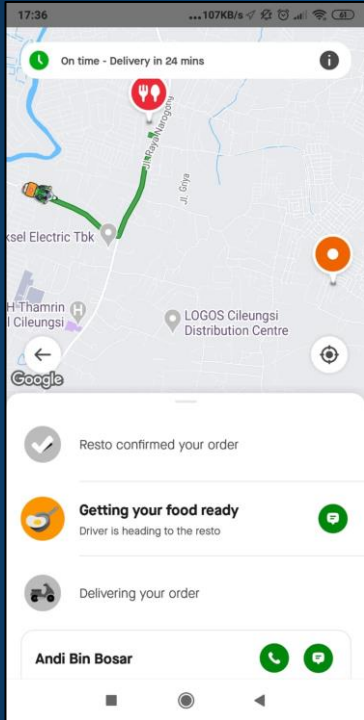 17:36
...107KB/s
61
On time - Delivery in 24 mins
Jl. Raya Narogong
Jl. Griya
ksel Electric Tbk
H Thamrin
l Cileungsi
H
LOGOS Cileungsi
Distribution Centre
Google
Resto confirmed your order
Getting your food ready
Driver is heading to the resto
Delivering your order
Andi Bin Bosar